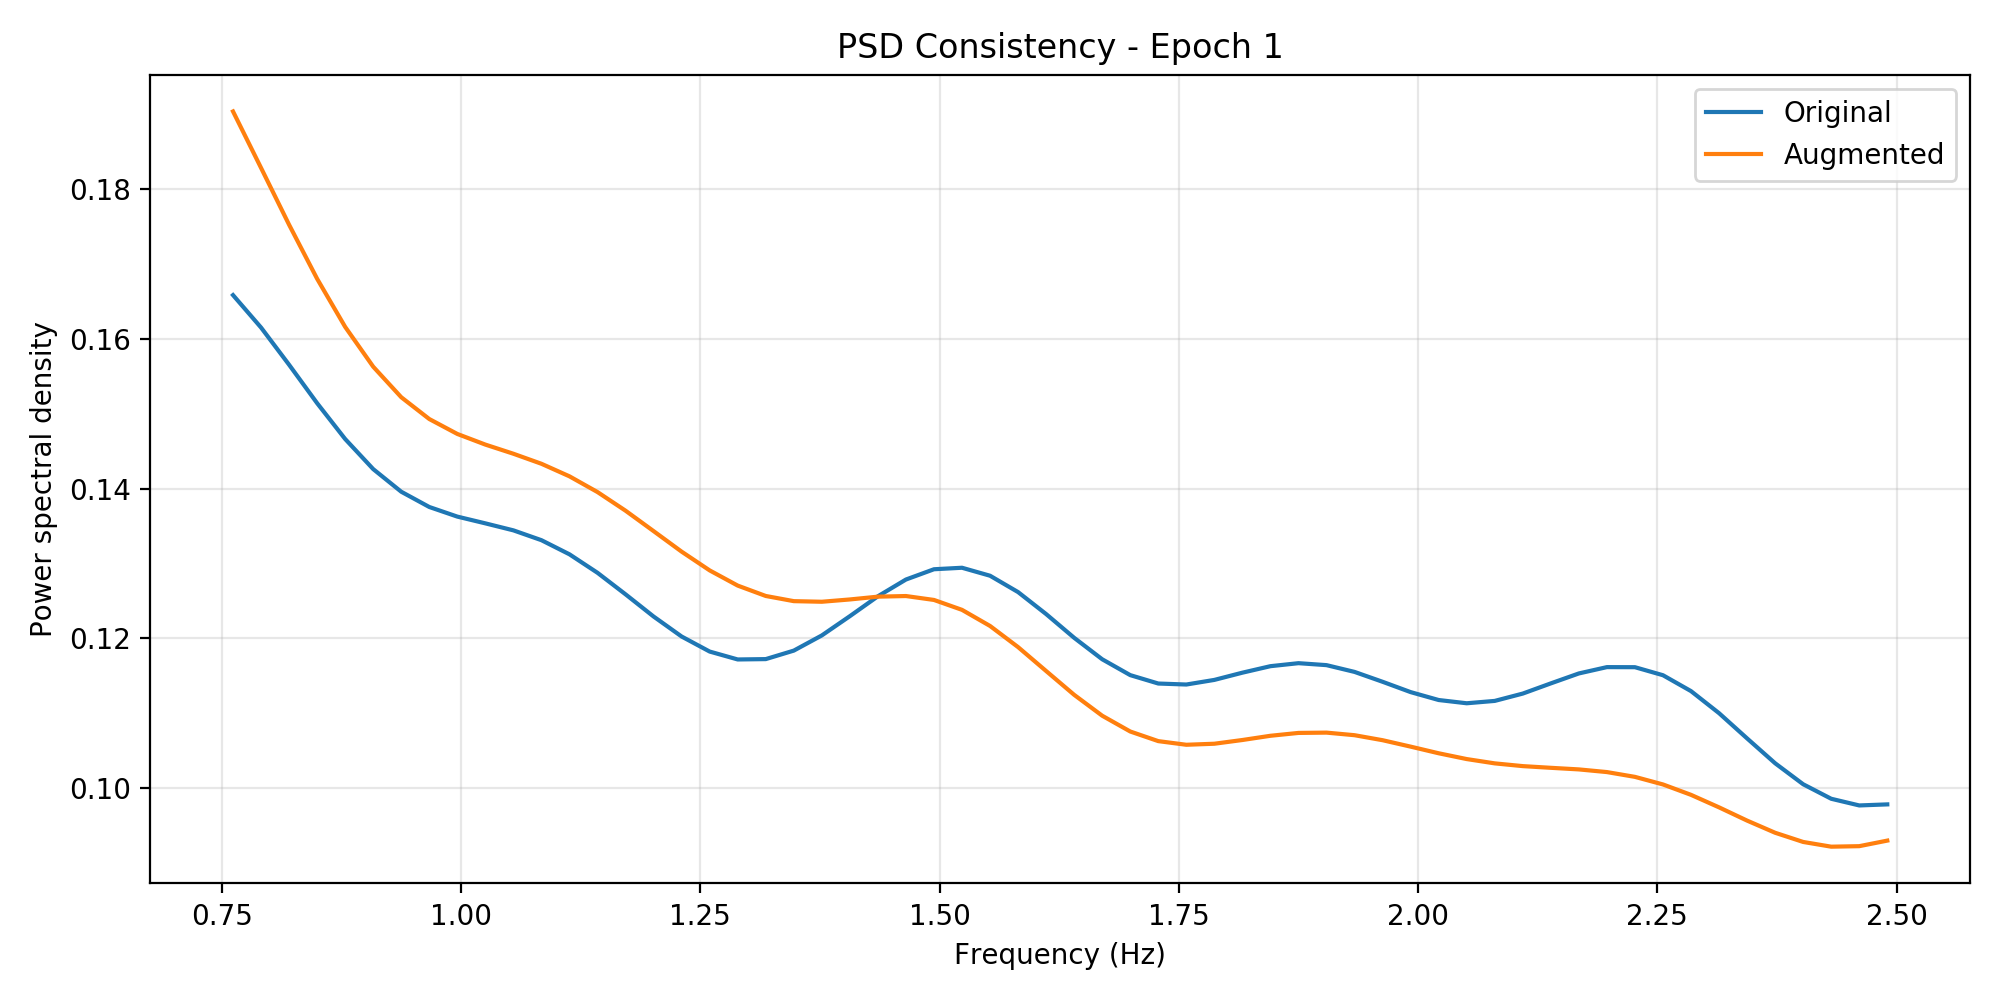 PSD Consistency - Epoch 1
Original
Augmented
Power spectral density
0.18
0.16
0.14
0.12
0.10
0.75
1.00
1.25
1.50
1.75
2.00
2.25
2.50
Frequency (Hz)